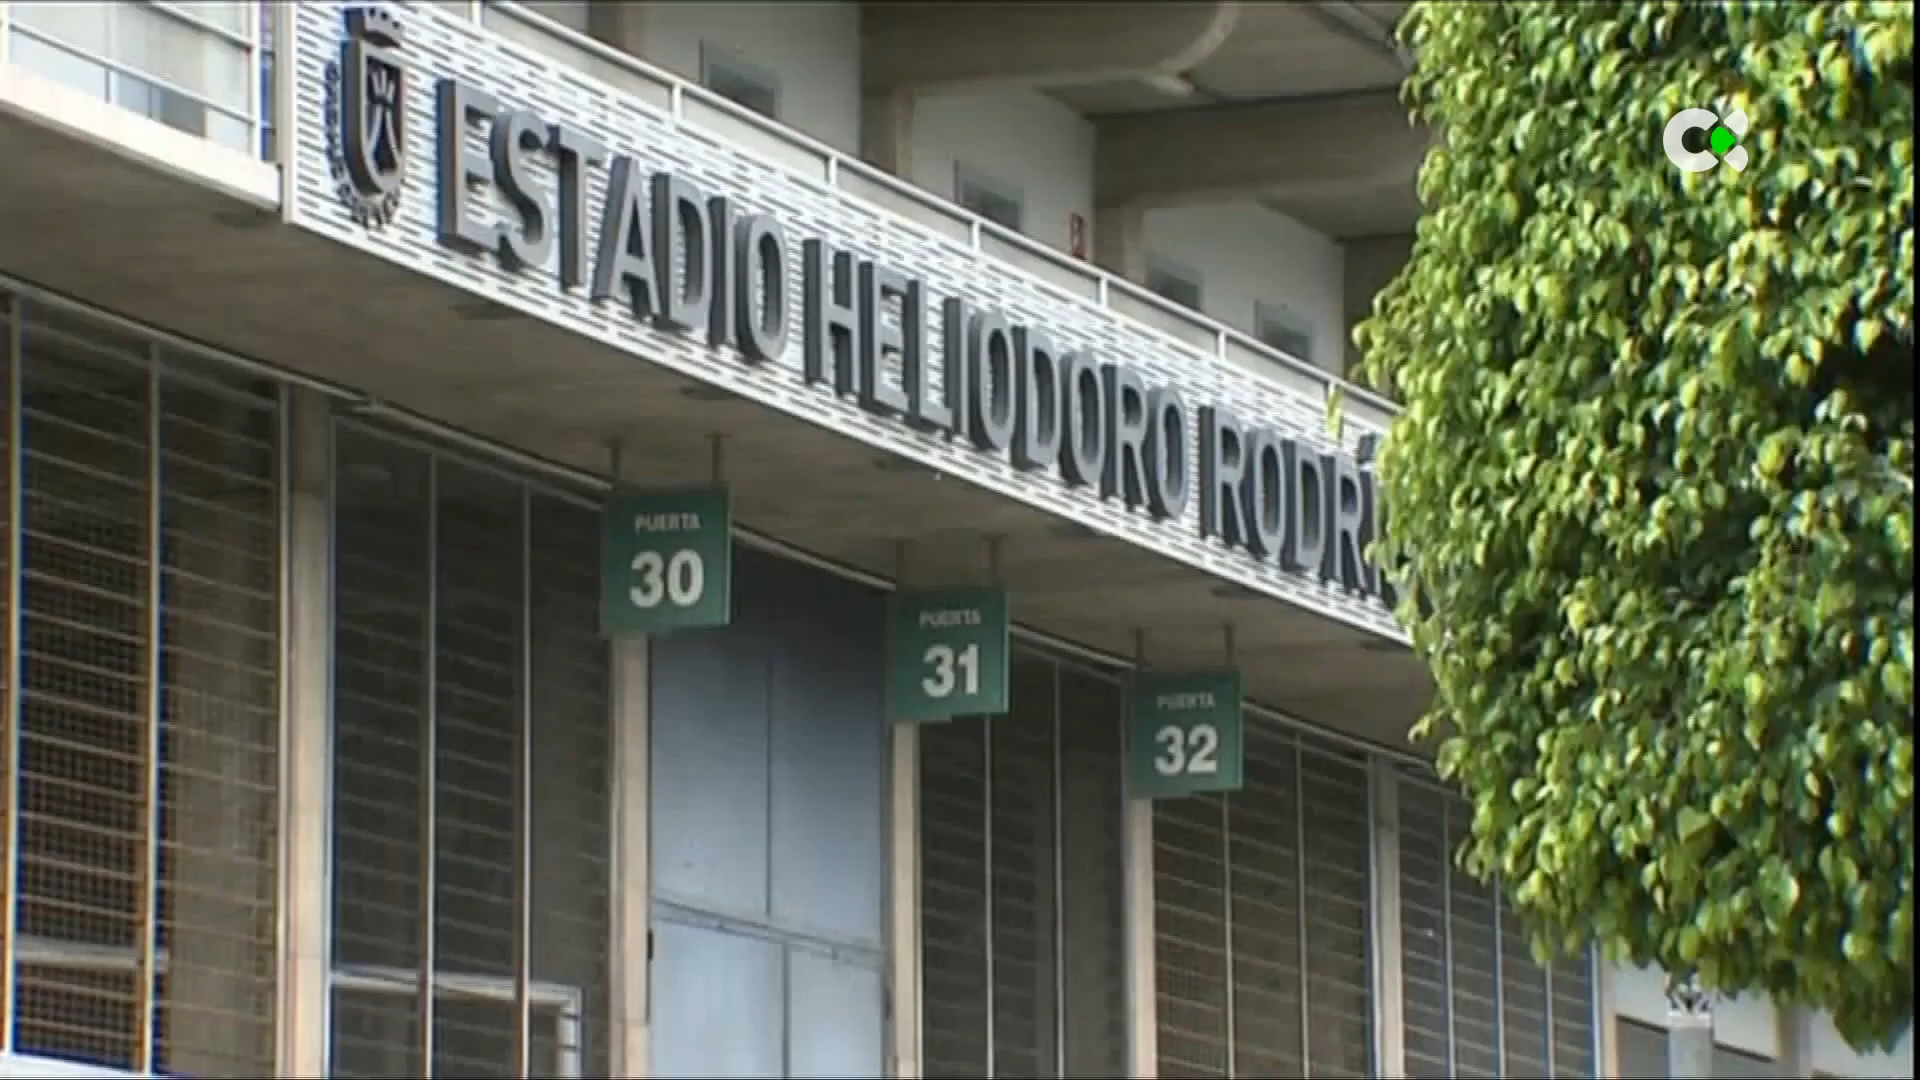 ESTADIO HELIODORO RODRÍ
PUERTA
30
PUERTA
31
PUERTA
32